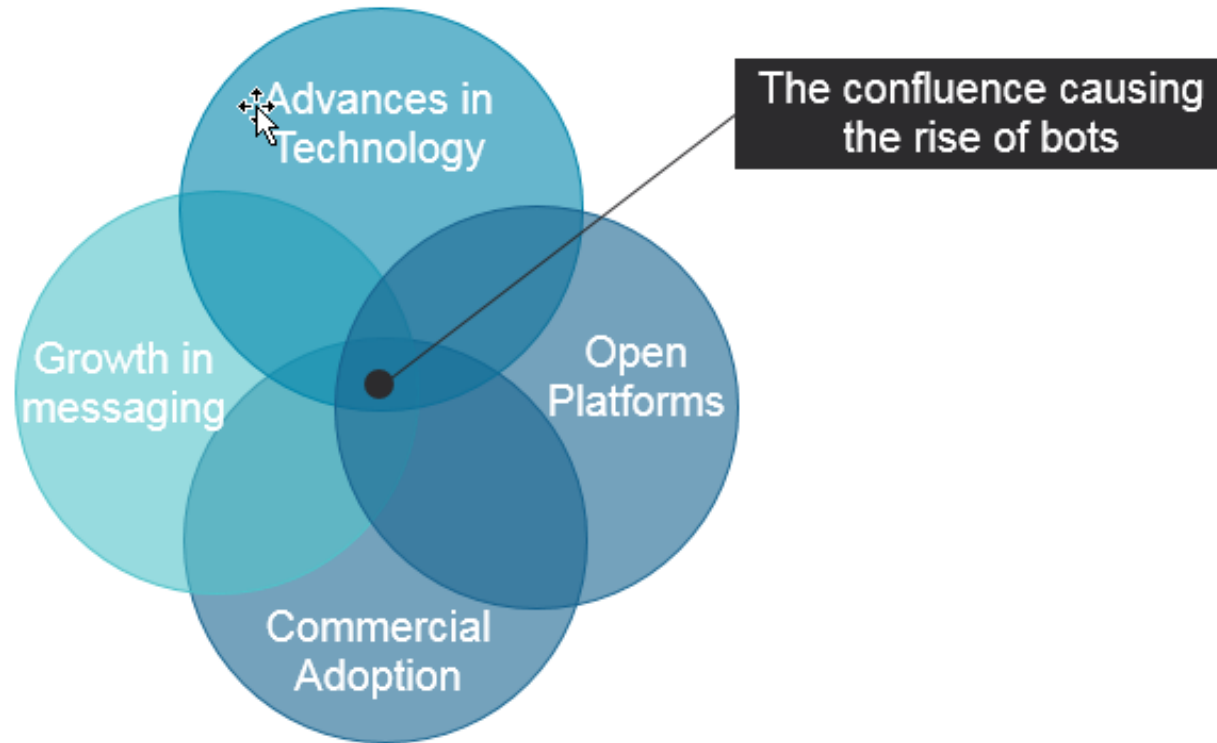 Advances in
Technology
The confluence causing
the rise of bots
Growth in
messaging
Open
Platforms
Commercial
Adoption